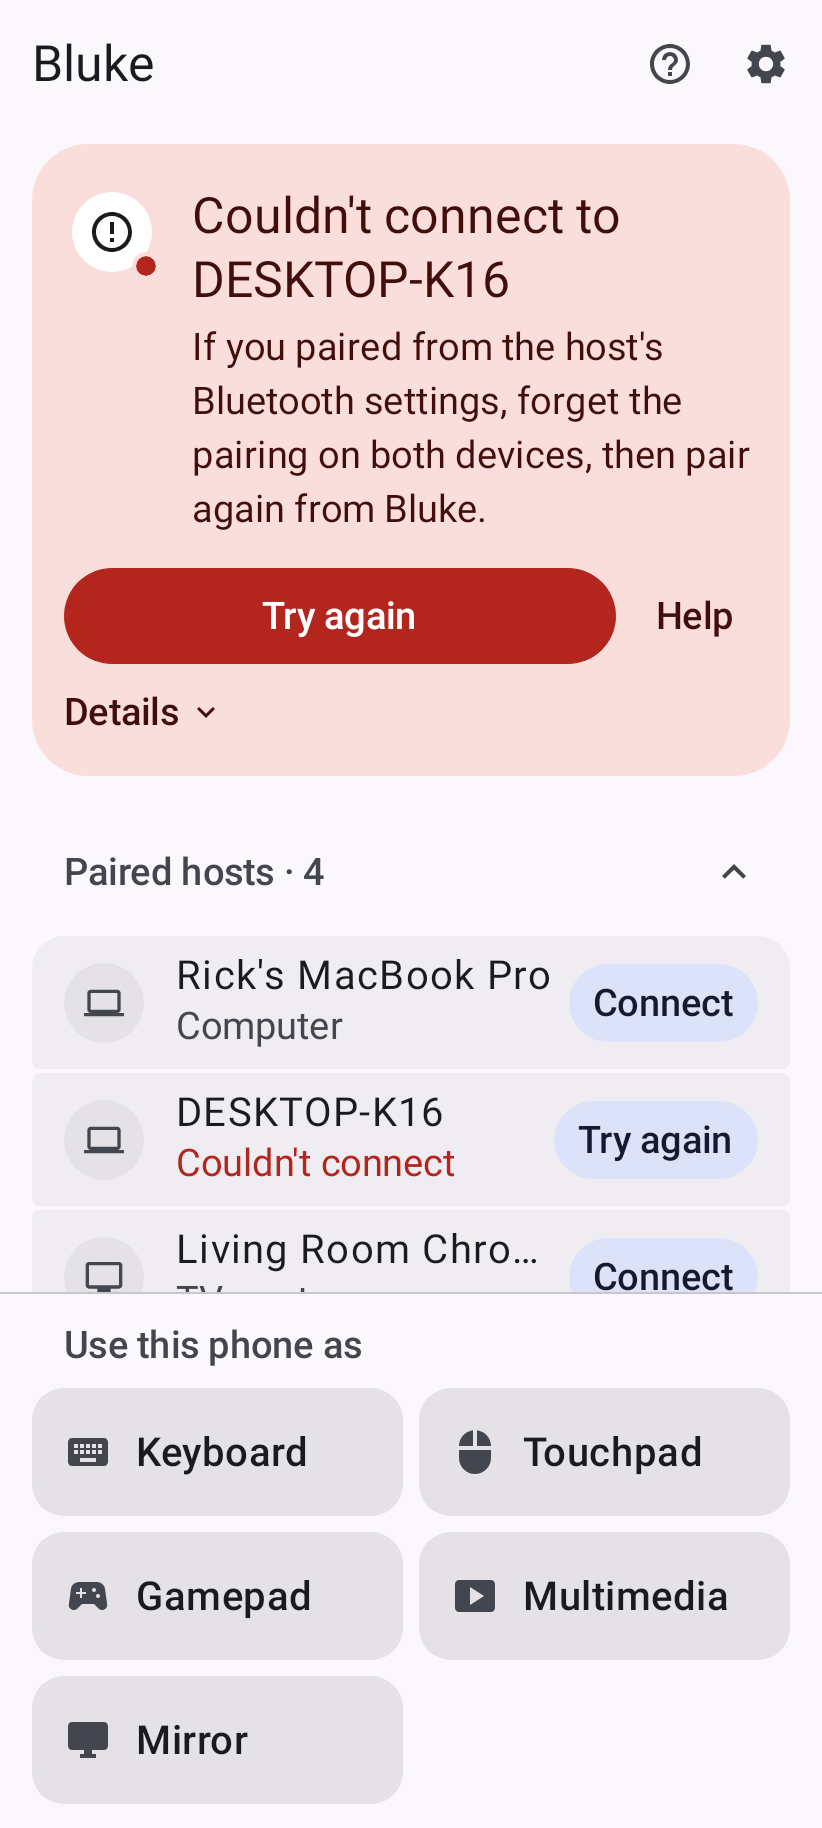 Bluke
Couldn't connect to
DESKTOP-K16
If you paired from the host's
Bluetooth settings, forget the
pairing on both devices, then pair
again from Bluke.
Try again
Help
Details
Paired hosts · 4
Rick's MacBook Pro
Computer
Connect
DESKTOP-K16
Couldn't connect
Try again
Living Room Chro…
Connect
Use this phone as
Keyboard
Touchpad
Gamepad
Multimedia
Mirror